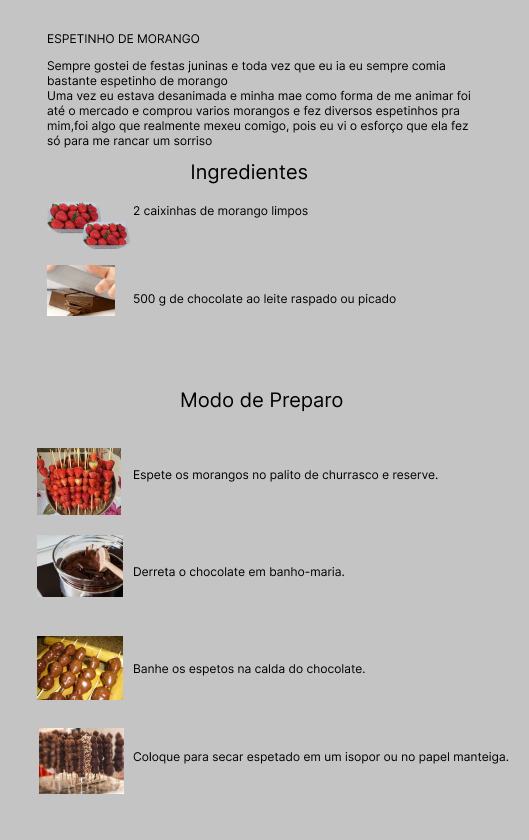 ESPETINHO DE MORANGO
Sempre gostei de festas juninas e toda vez que eu ia eu sempre comia
bastante espetinho de morango
Uma vez eu estava desanimada e minha mae como forma de me animar foi
até o mercado e comprou varios morangos e fez diversos espetinhos pra
mim,foi algo que realmente mexeu comigo, pois eu vi o esforço que ela fez
só para me rancar um sorriso
Ingredientes
2 caixinhas de morango limpos
500 g de chocolate ao leite raspado ou picado
Modo de Preparo
Espete os morangos no palito de churrasco e reserve.
Derreta o chocolate em banho-maria.
Banhe os espetos na calda do chocolate.
Coloque para secar espetado em um isopor ou no papel manteiga.